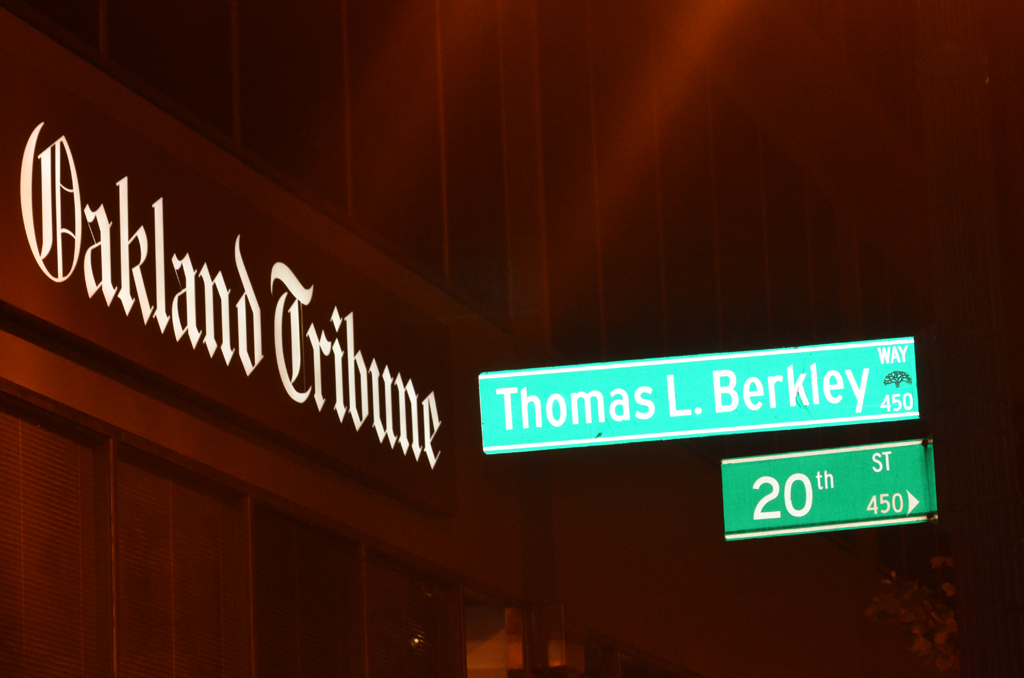 Oakland Tribune
Thomas L. Berkley WAY
450
20th ST
450